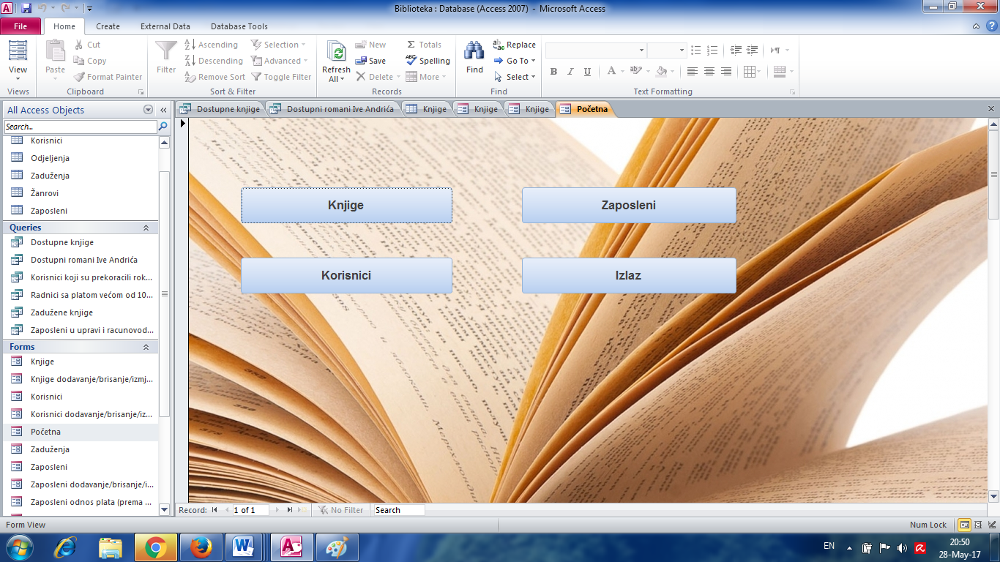 Biblioteka : Database (Access 2007) - Microsoft Access
File Home Create External Data Database Tools
View
Paste
Cut
Copy
Format Painter
Filter
Ascending
Descending
Remove Sort
Selection
Advanced
Toggle Filter
Refresh All
New
Save
Delete
Totals
Spelling
More
Find
Replace
Go To
Select
Views Clipboard Sort & Filter Records Find Text Formatting
All Access Objects
Search...
Korisnici
Odjeljenja
Zaduženja
Žanrovi
Zaposleni
Queries
Dostupne knjige
Dostupni romani Ive Andrića
Korisnici koji su prekoracili rok...
Radnici sa platom većom od 10...
Zadužene knjige
Zaposleni u upravi i racunovod...
Forms
Knjige
Knjige dodavanje/brisanje/izmj...
Korisnici
Korisnici dodavanje/brisanje/iz...
Početna
Zaduženja
Zaposleni
Zaposleni dodavanje/brisanje/i...
Zaposleni odnos plata (prema ...
Dostupne knjige Dostupni romani Ive Andrića Knjige Knjige Knjige Početna
Knjige Zaposleni
Korisnici Izlaz
Record: 1 of 1 No Filter Search
Form View Num Lock
EN 20:50
28-May-17